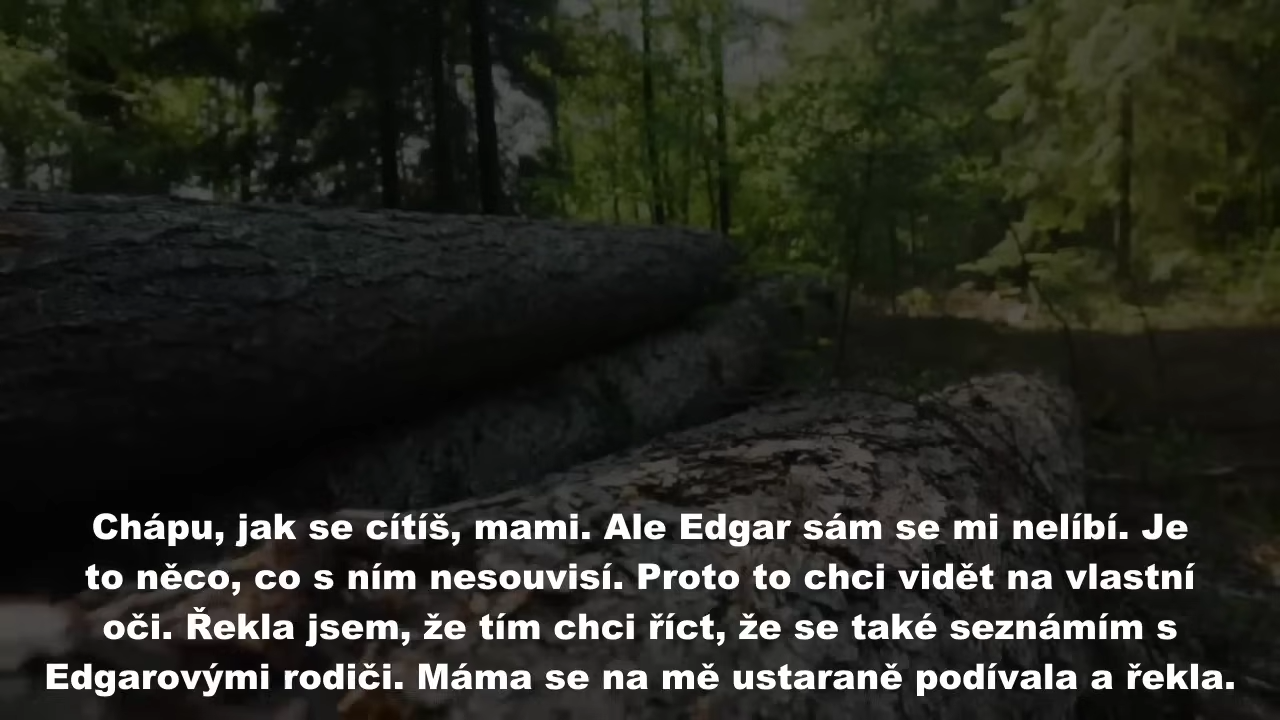 Chápu, jak se cítíš, mami. Ale Edgar sám se mi nelíbí. Je
to něco, co s ním nesouvisí. Proto to chci vidět na vlastní
oči. Řekla jsem, že tím chci říct, že se také seznámím s
Edgarovými rodiči. Máma se na mě ustaraně podívala a řekla.